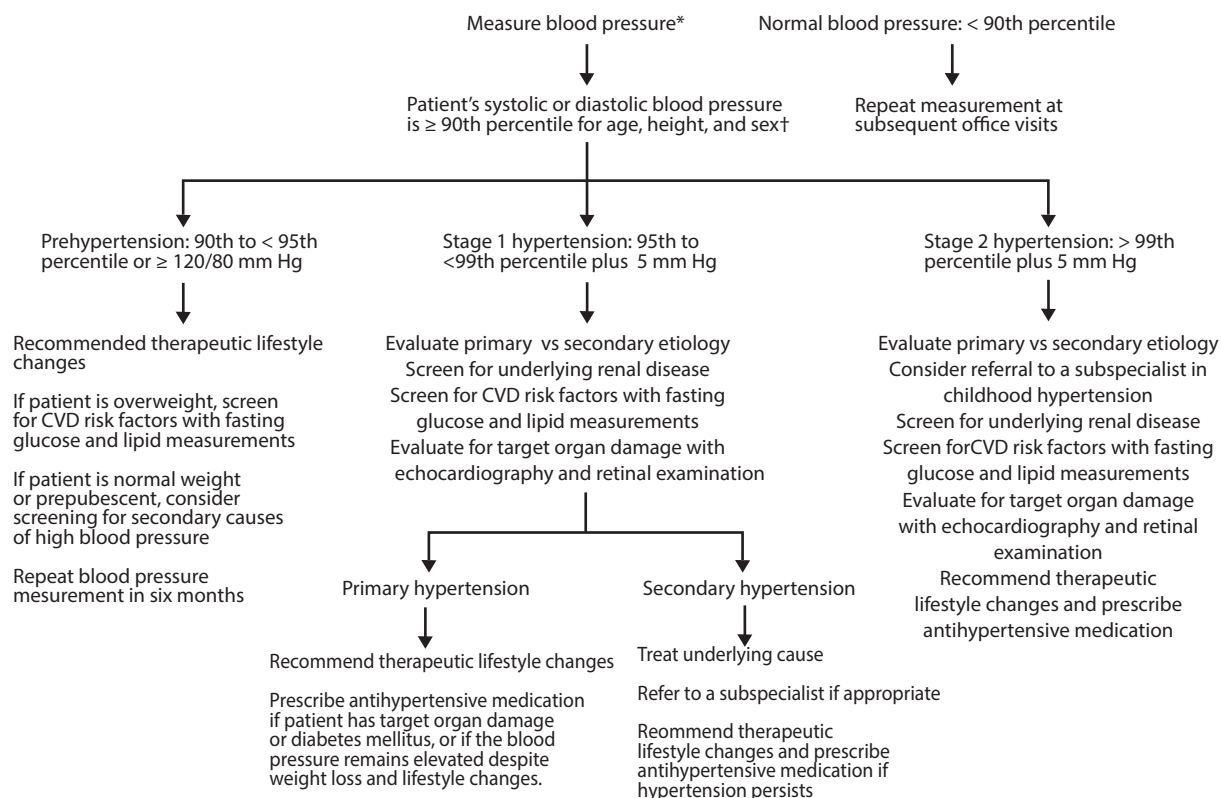 Measure blood pressure*
Normal blood pressure: < 90th percentile
Patient's systolic or diastolic blood pressure
is ≥ 90th percentile for age, height, and sex†
Repeat measurement at
subsequent office visits
Prehypertension: 90th to < 95th
percentile or ≥ 120/80 mm Hg
Stage 1 hypertension: 95th to
<99th percentile plus 5 mm Hg
Stage 2 hypertension: > 99th
percentile plus 5 mm Hg
Recommended therapeutic lifestyle
changes
If patient is overweight, screen
for CVD risk factors with fasting
glucose and lipid measurements
If patient is normal weight
or prepubescent, consider
screening for secondary causes
of high blood pressure
Repeat blood pressure
mesurement in six months
Evaluate primary vs secondary etiology
Screen for underlying renal disease
Screen for CVD risk factors with fasting
glucose and lipid measurements
Evaluate for target organ damage with
echocardiography and retinal examination
Evaluate primary vs secondary etiology
Consider referral to a subspecialist in
childhood hypertension
Screen for underlying renal disease
Screen forCVD risk factors with fasting
glucose and lipid measurements
Evaluate for target organ damage
with echocardiography and retinal
examination
Recommend therapeutic
lifestyle changes and prescribe
antihypertensive medication
Primary hypertension
Secondary hypertension
Recommend therapeutic lifestyle changes
Prescribe antihypertensive medication
if patient has target organ damage
or diabetes mellitus, or if the blood
pressure remains elevated despite
weight loss and lifestyle changes.
Treat underlying cause
Refer to a subspecialist if appropriate
Reommend therapeutic
lifestyle changes and prescribe
antihypertensive medication if
hypertension persists